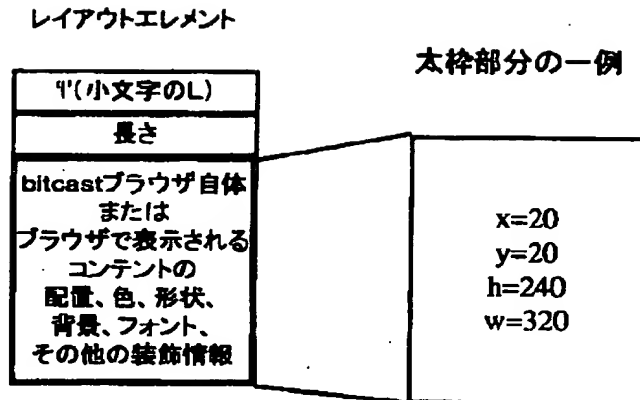 レイアウトエレメント
太枠部分の一例
'l'(小文字のL)
長さ
bitcastブラウザ自体
または
ブラウザで表示される
コンテントの
配置、色、形状、
背景、フォント、
その他の装飾情報
x=20
y=20
h=240
w=320